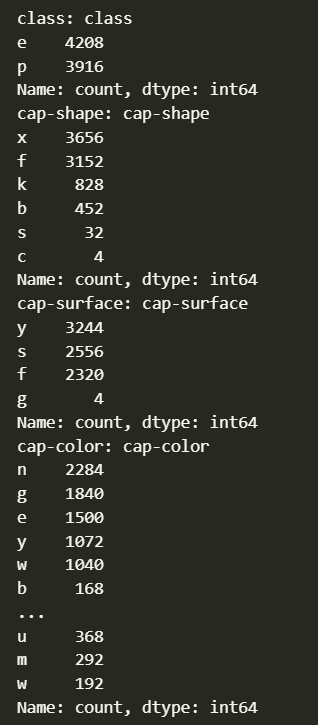 class: class
e    4208
p    3916
Name: count, dtype: int64
cap-shape: cap-shape
x    3656
f    3152
k     828
b     452
s      32
c       4
Name: count, dtype: int64
cap-surface: cap-surface
y    3244
s    2556
f    2320
g       4
Name: count, dtype: int64
cap-color: cap-color
n    2284
g    1840
e    1500
y    1072
w    1040
b     168
...
u     368
m     292
w     192
Name: count, dtype: int64